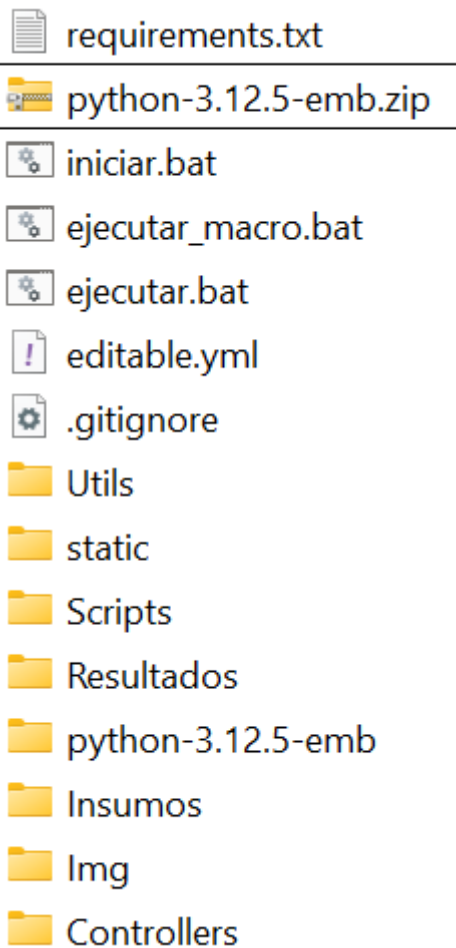 requirements.txt
python-3.12.5-emb.zip
iniciar.bat
ejecutar_macro.bat
ejecutar.bat
editable.yml
.gitignore
Utils
static
Scripts
Resultados
python-3.12.5-emb
Insumos
Img
Controllers